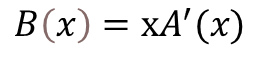 B(x) = xA′(x)